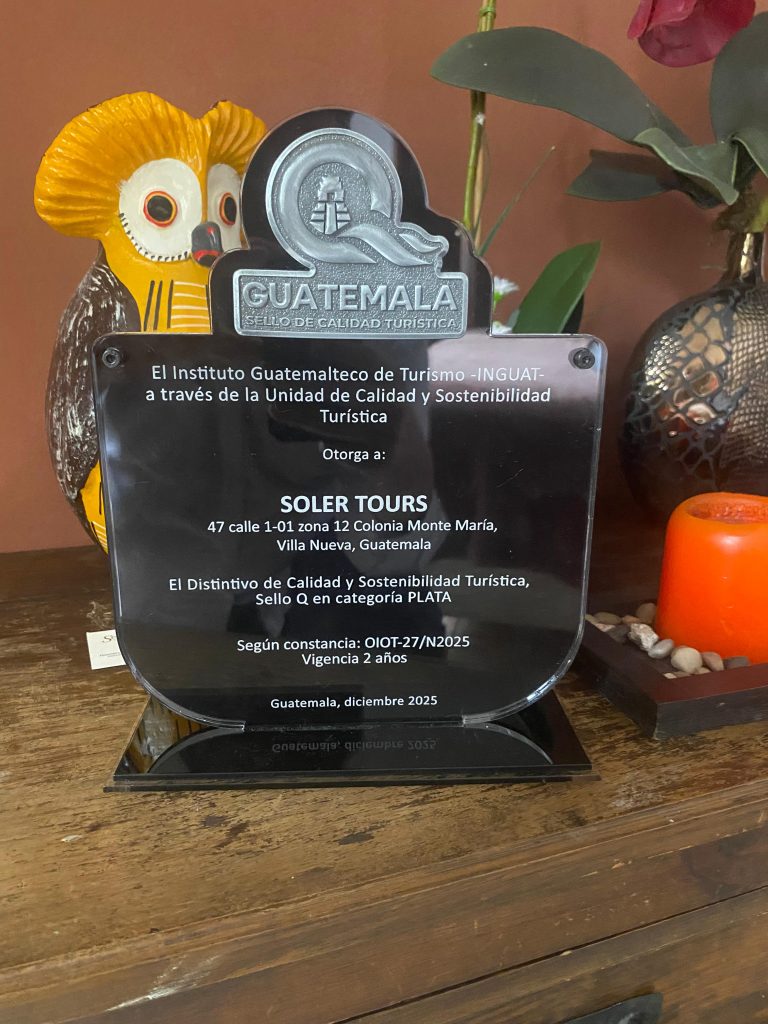 GUATEMALA
SELLO DE CALIDAD TURÍSTICA
El Instituto Guatemalteco de Turismo -INGUAT-
a través de la Unidad de Calidad y Sostenibilidad
Turística
Otorga a:
SOLER TOURS
47 calle 1-01 zona 12 Colonia Monte María,
Villa Nueva, Guatemala
El Distintivo de Calidad y Sostenibilidad Turística,
Sello Q en categoría PLATA
Según constancia: OIOT-27/N2025
Vigencia 2 años
Guatemala, diciembre 2025